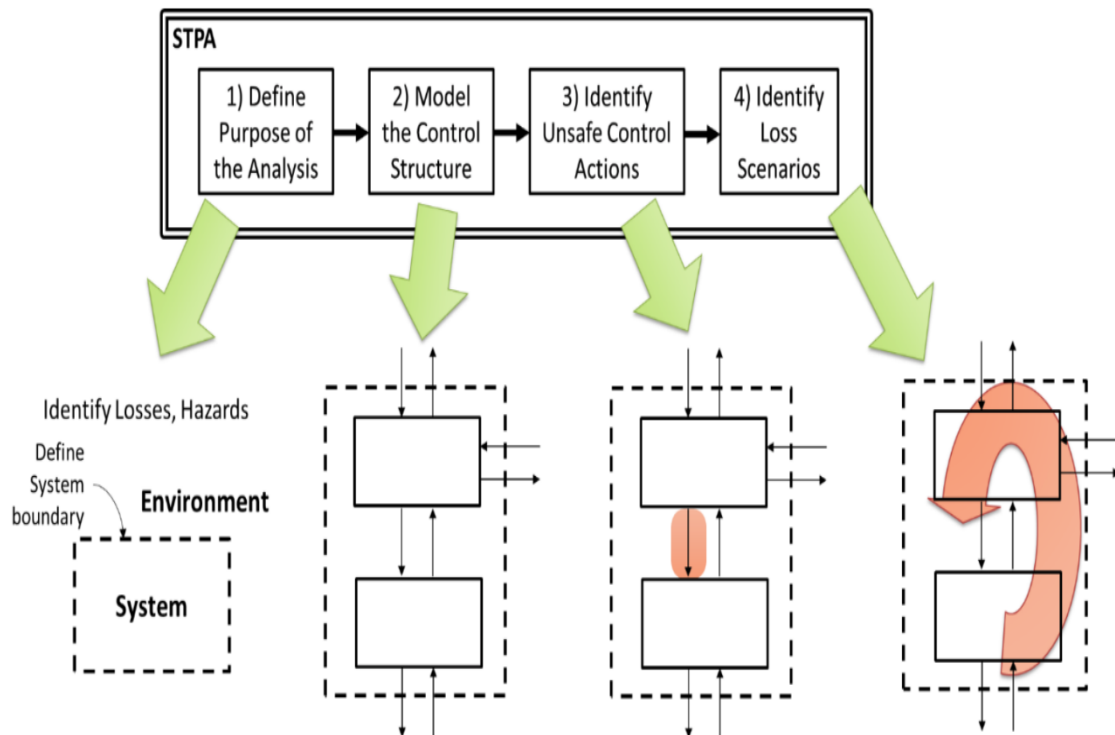 STPA
1) Define
Purpose of
the Analysis
2) Model
the Control
Structure
3) Identify
Unsafe Control
Actions
4) Identify
Loss
Scenarios
Identify Losses, Hazards
Define
System
boundary
Environment
System